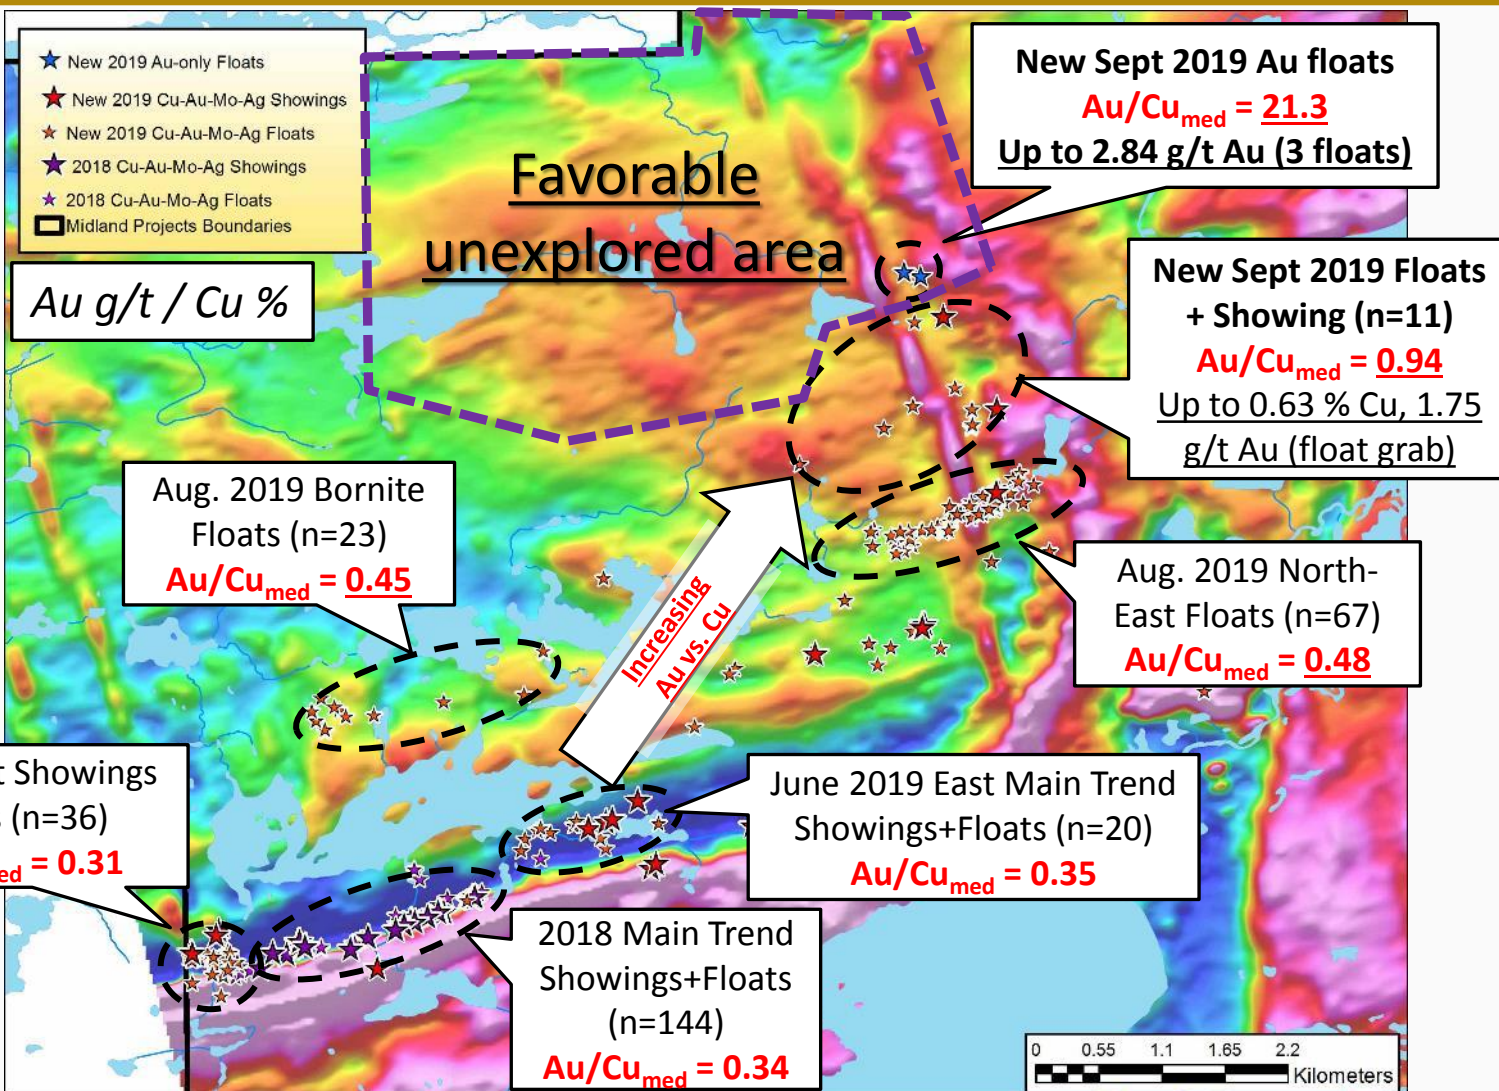 New 2019 Au-only Floats
New 2019 Cu-Au-Mo-Ag Showings
New 2019 Cu-Au-Mo-Ag Floats
2018 Cu-Au-Mo-Ag Showings
2018 Cu-Au-Mo-Ag Floats
Midland Projects Boundaries
Au g/t / Cu %
Favorable
unexplored area
New Sept 2019 Au floats
Au/Cumed = 21.3
Up to 2.84 g/t Au (3 floats)
New Sept 2019 Floats
+ Showing (n=11)
Au/Cumed = 0.94
Up to 0.63 % Cu, 1.75
g/t Au (float grab)
Aug. 2019 Bornite
Floats (n=23)
Au/Cumed = 0.45
Increasing
Au vs. Cu
Aug. 2019 North-
East Floats (n=67)
Au/Cumed = 0.48
t Showings
s (n=36)
med = 0.31
June 2019 East Main Trend
Showings+Floats (n=20)
Au/Cumed = 0.35
2018 Main Trend
Showings+Floats
(n=144)
Au/Cumed = 0.34
0 0.55 1.1 1.65 2.2
Kilometers